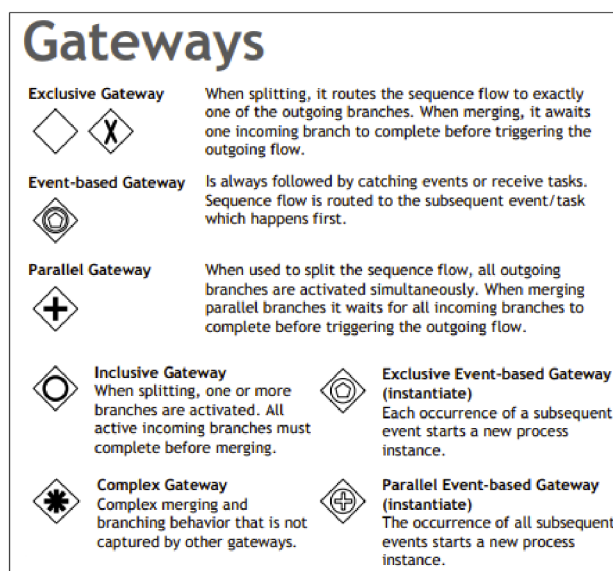 Gateways
Exclusive Gateway
When splitting, it routes the sequence flow to exactly
one of the outgoing branches. When merging, it awaits
one incoming branch to complete before triggering the
outgoing flow.
Event-based Gateway
Is always followed by catching events or receive tasks.
Sequence flow is routed to the subsequent event/task
which happens first.
Parallel Gateway
When used to split the sequence flow, all outgoing
branches are activated simultaneously. When merging
parallel branches it waits for all incoming branches to
complete before triggering the outgoing flow.
Inclusive Gateway
When splitting, one or more
branches are activated. All
active incoming branches must
complete before merging.
Exclusive Event-based Gateway
(instantiate)
Each occurrence of a subsequent
event starts a new process
instance.
Complex Gateway
Complex merging and
branching behavior that is not
captured by other gateways.
Parallel Event-based Gateway
(instantiate)
The occurrence of all subsequent
events starts a new process
instance.